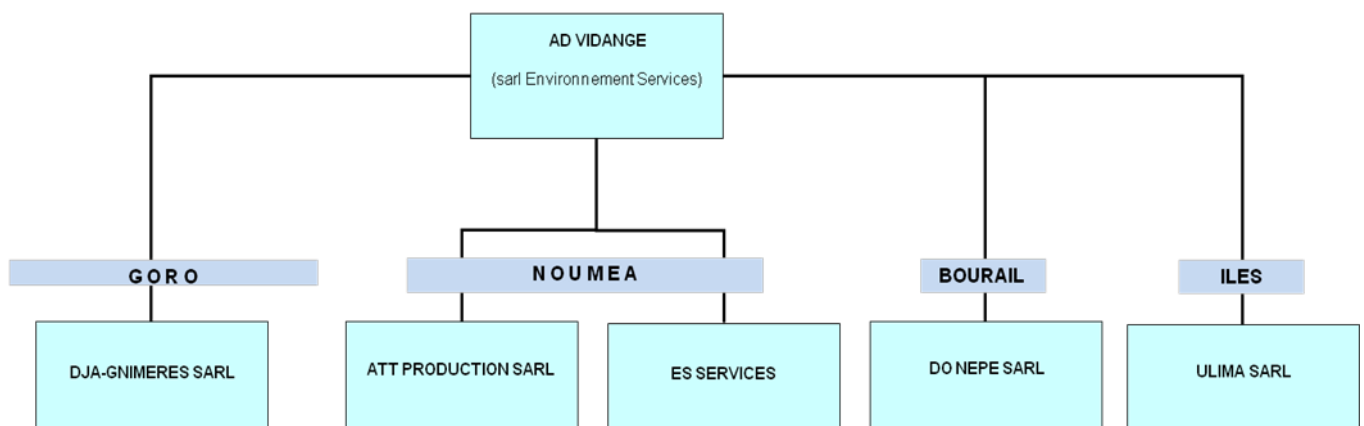 AD VIDANGE
(sarl Environnement Services)
G O R O
N O U M E A
BOURAIL
ILES
DJA-GNIMERES SARL
ATT PRODUCTION SARL
ES SERVICES
DO NEPE SARL
ULIMA SARL